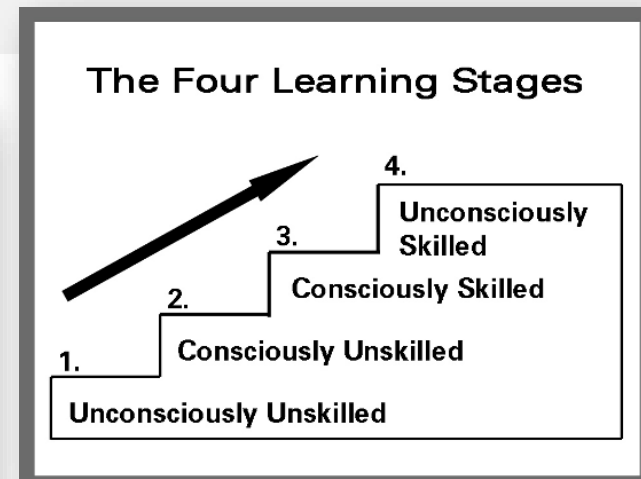 The Four Learning Stages
4.
Unconsciously
Skilled
3.
Consciously Skilled
2.
Consciously Unskilled
1.
Unconsciously Unskilled